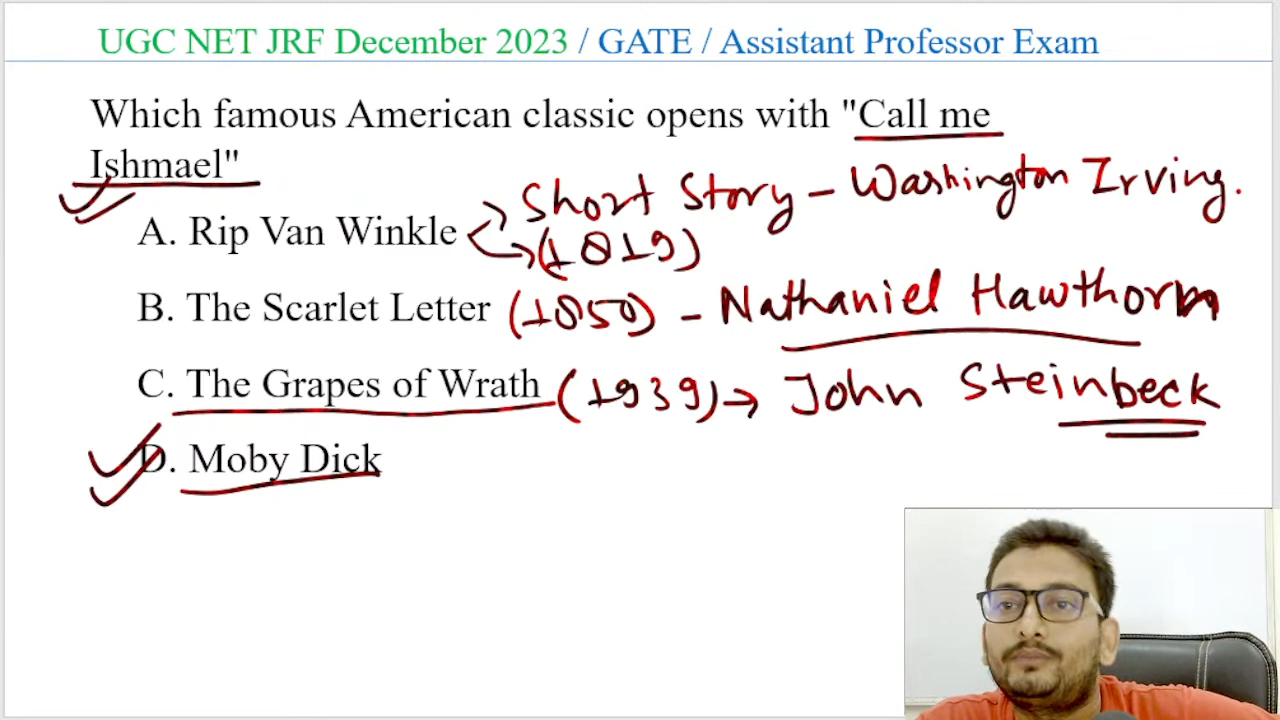 UGC NET JRF December 2023 / GATE / Assistant Professor Exam
Which famous American classic opens with "Call me
Ishmael"
A. Rip Van Winkle
Short Story - Washington Irving.
(1819)
B. The Scarlet Letter (1850) - Nathaniel Hawthorn
C. The Grapes of Wrath (1939) → John Steinbeck
D. Moby Dick